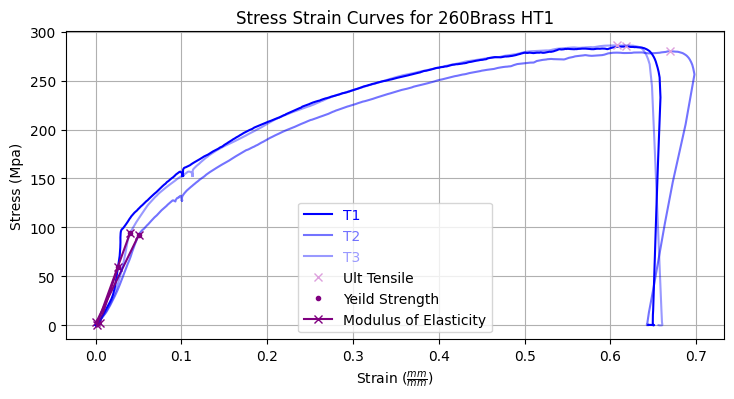 Stress Strain Curves for 260Brass HT1
300
250
200
150
100
50
0
Stress (Mpa)
T1
T2
T3
Ult Tensile
Yeild Strength
Modulus of Elasticity
0.0 0.1 0.2 0.3 0.4 0.5 0.6 0.7
Strain (mm/mm)